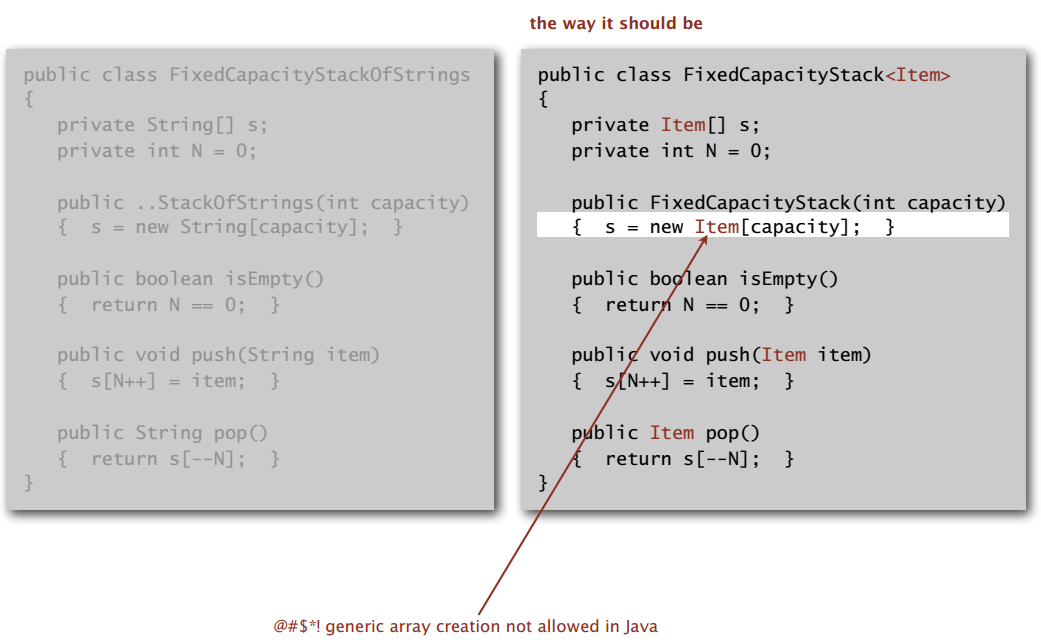 the way it should be
public class FixedCapacityStackOfStrings
{
   private String[] s;
   private int N = 0;
   public ..StackOfStrings(int capacity)
   {  s = new String[capacity];  }
   public boolean isEmpty()
   {  return N == 0;  }
   public void push(String item)
   {  s[N++] = item;  }
   public String pop()
   {  return s[--N];  }
}
public class FixedCapacityStack<Item>
{
   private Item[] s;
   private int N = 0;
   public FixedCapacityStack(int capacity)
   {  s = new Item[capacity];  }
   public boolean isEmpty()
   {  return N == 0;  }
   public void push(Item item)
   {  s[N++] = item;  }
   public Item pop()
   {  return s[--N];  }
}
@#$*! generic array creation not allowed in Java